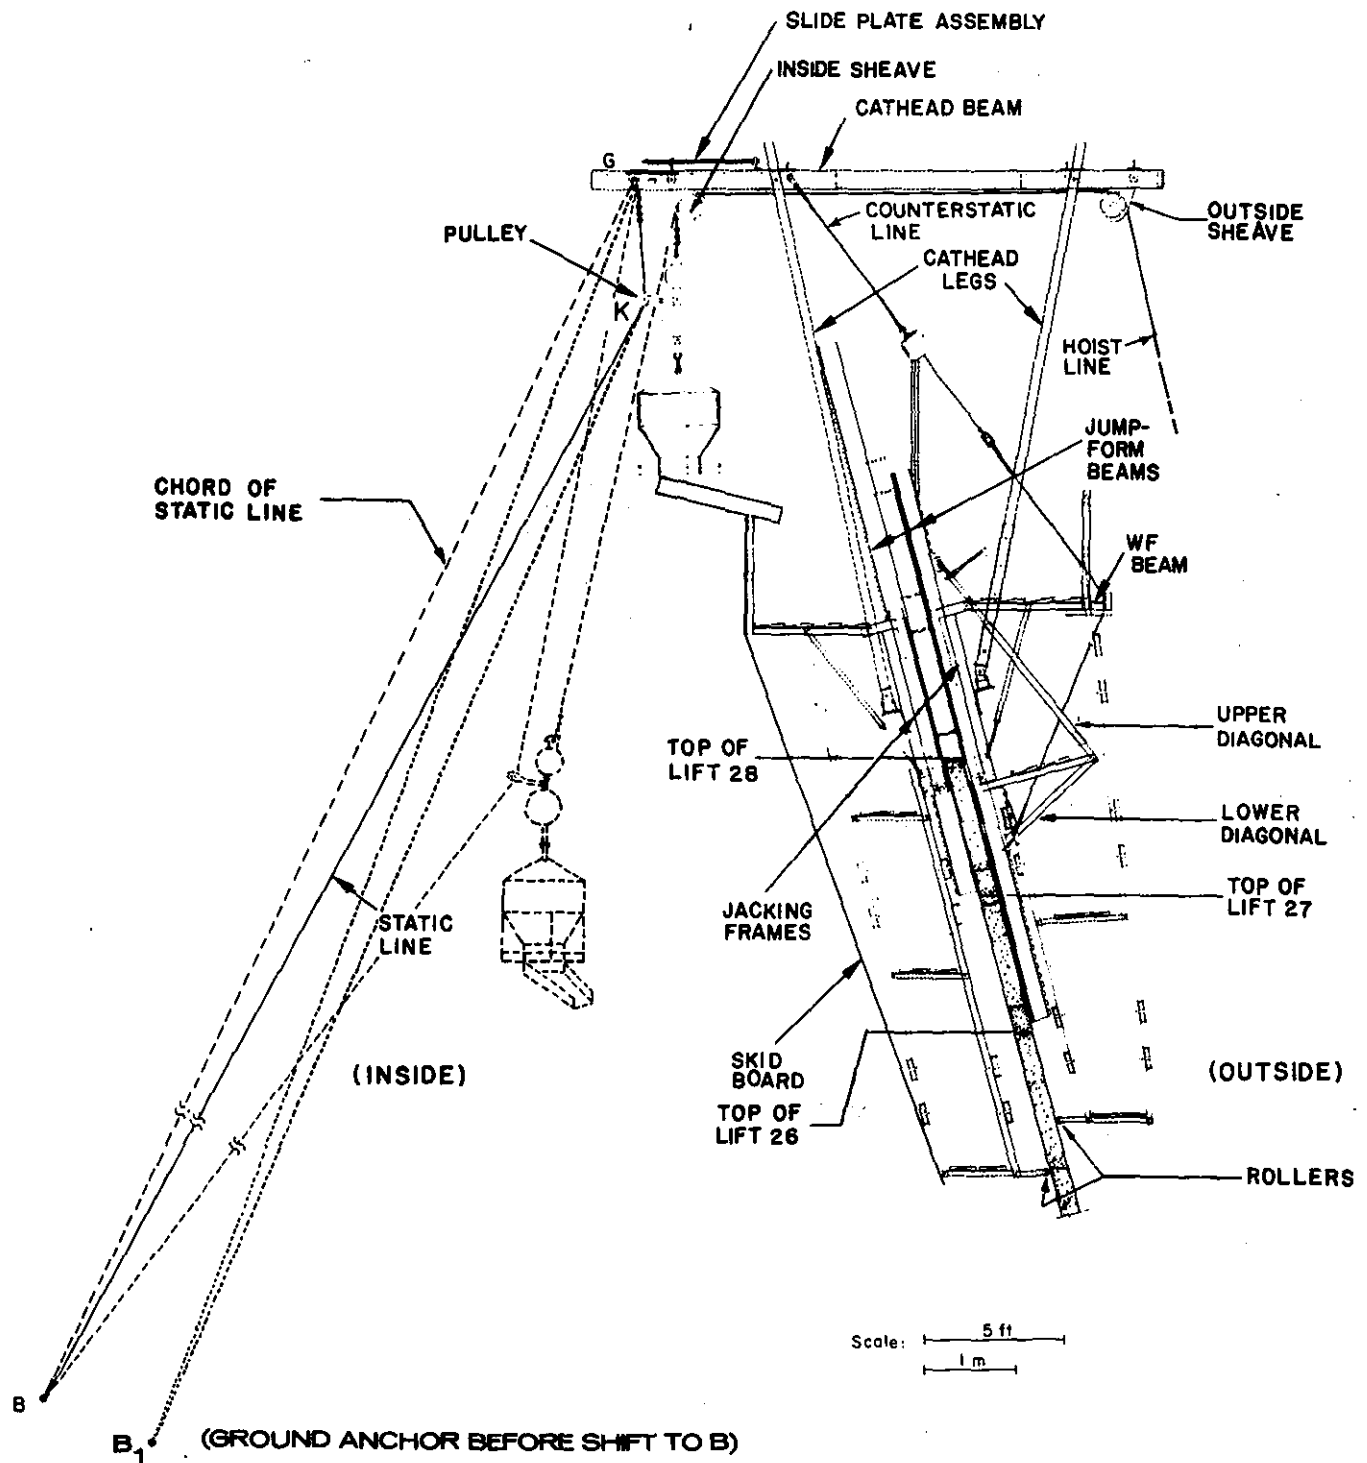 SLIDE PLATE ASSEMBLY
INSIDE SHEAVE
CATHEAD BEAM
G
COUNTERSTATIC
LINE
OUTSIDE
SHEAVE
PULLEY
CATHEAD
LEGS
K
HOIST
LINE
JUMP-
FORM
BEAMS
CHORD OF
STATIC LINE
WF
BEAM
UPPER
DIAGONAL
TOP OF
LIFT 28
LOWER
DIAGONAL
TOP OF
LIFT 27
STATIC
LINE
JACKING
FRAMES
(INSIDE)
SKID
BOARD
(OUTSIDE)
TOP OF
LIFT 26
ROLLERS
Scale:
5 ft
1 m
B
B1
(GROUND ANCHOR BEFORE SHIFT TO B)